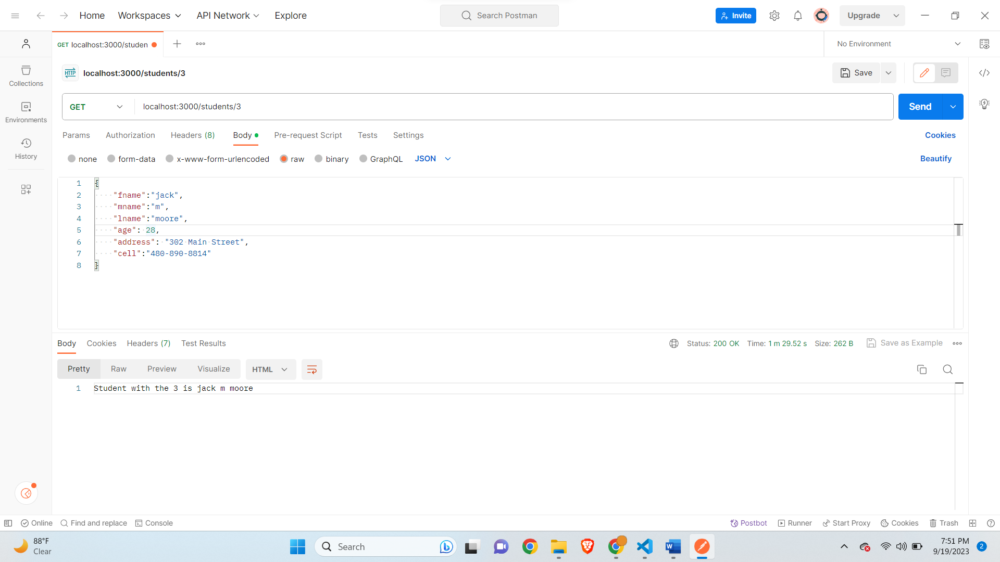 Home Workspaces API Network Explore Search Postman Invite Upgrade
GET localhost:3000/studen No Environment
HTTP localhost:3000/students/3 Save
Collections
GET localhost:3000/students/3 Send
Environments
Params Authorization Headers (8) Body Pre-request Script Tests Settings Cookies
History
none form-data x-www-form-urlencoded raw binary GraphQL JSON Beautify
1 {
2 "fname":"jack",
3 "mname":"m",
4 "lname":"moore",
5 "age": 28,
6 "address": "302 Main Street",
7 "cell":"480-890-8814"
8 }
Body Cookies Headers (7) Test Results Status: 200 OK Time: 1 m 29.52 s Size: 262 B Save as Example
Pretty Raw Preview Visualize HTML
1 Student with the 3 is jack m moore
Online Find and replace Console Postbot Runner Start Proxy Cookies Trash
88°F
Clear
Search
W
7:51 PM
9/19/2023
2